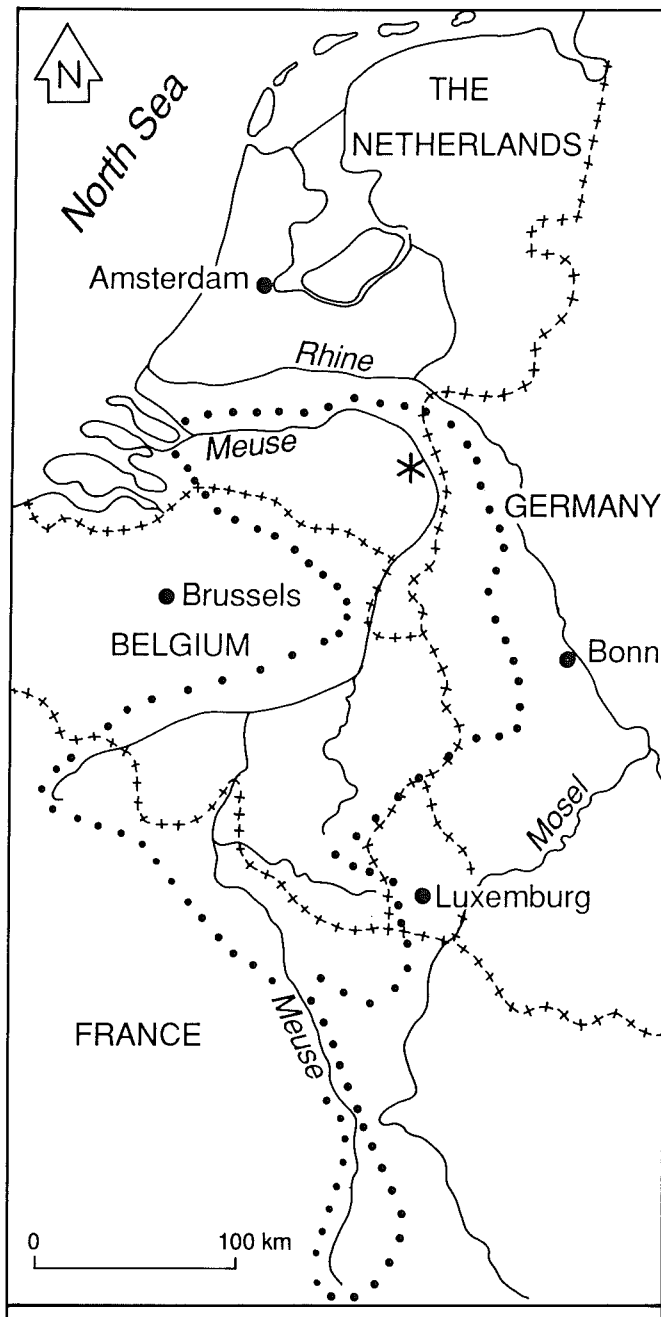 N
North Sea
THE
NETHERLANDS
Amsterdam
Rhine
Meuse
GERMANY
Brussels
BELGIUM
Bonn
Mosel
Luxemburg
Meuse
FRANCE
0 100 km